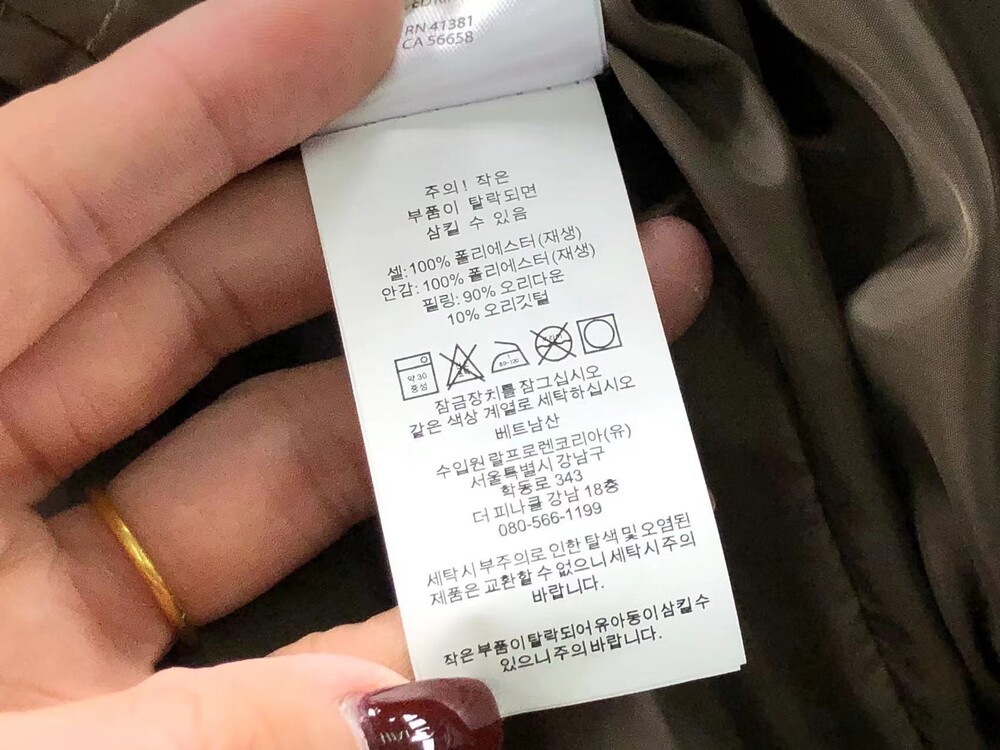 RN 41381
CA 56658
주의! 작은
부품이 탈락되면
삼킬 수 있음
셀:100% 폴리에스터(재생)
안감:100% 폴리에스터(재생)
필링:90% 오리다운
10% 오리깃털
약 30
중성
80-120
잠금장치를 잠그십시오
같은 색상 계열로 세탁하십시오
베트남산
수입원 랄프로렌코리아(유)
서울특별시 강남구
학동로 343
더 피나클 강남 18층
080-566-1199
세탁시 부주의로 인한 탈색 및 오염된
제품은 교환할 수 없으니 세탁시 주의
바랍니다.
작은 부품이 탈락되어 유아동이 삼킬 수
있으니 주의 바랍니다.